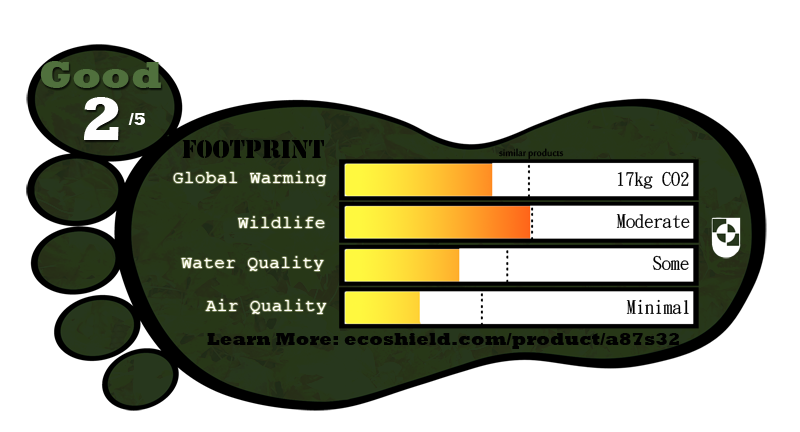 Good
2 /5
FOOTPRINT
similar products
Global Warming 17kg CO2
Wildlife Moderate
Water Quality Some
Air Quality Minimal
Learn More: ecoshield.com/product/a87s32